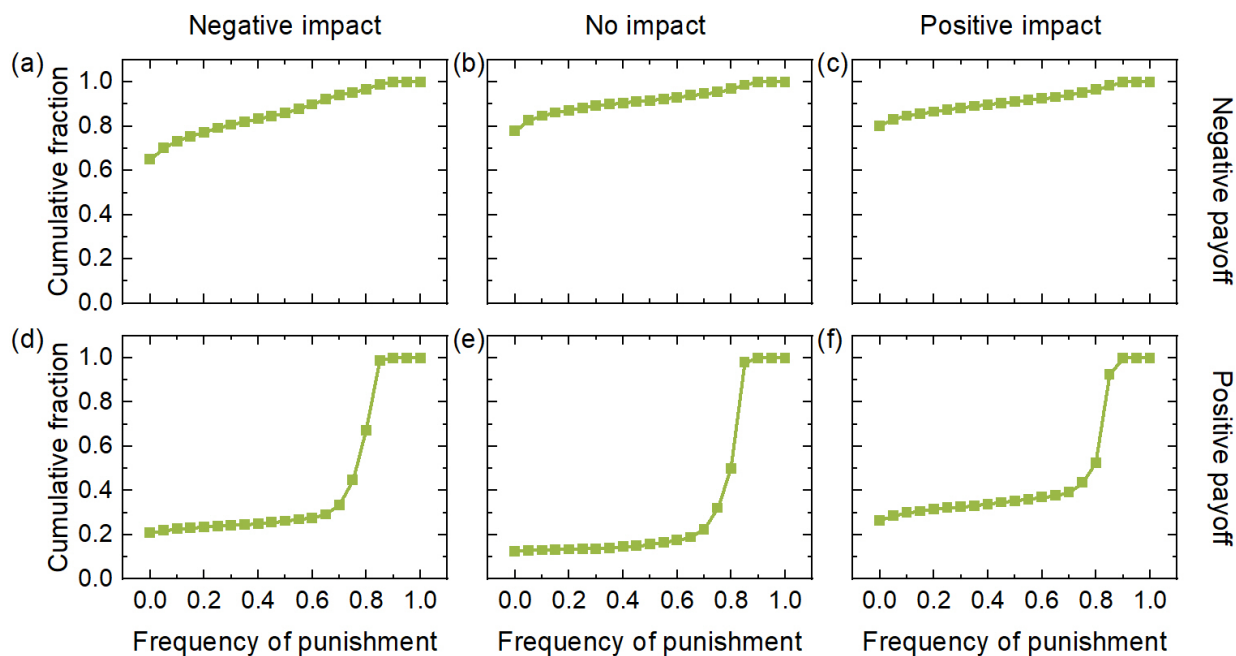 Negative impact
No impact
Positive impact
(a)
(b)
(c)
Cumulative fraction
1.0
0.8
0.6
0.4
0.2
0.0
Negative payoff
(d)
(e)
(f)
Cumulative fraction
1.0
0.8
0.6
0.4
0.2
0.0
Positive payoff
0.0 0.2 0.4 0.6 0.8 1.0
0.0 0.2 0.4 0.6 0.8 1.0
0.0 0.2 0.4 0.6 0.8 1.0
Frequency of punishment
Frequency of punishment
Frequency of punishment